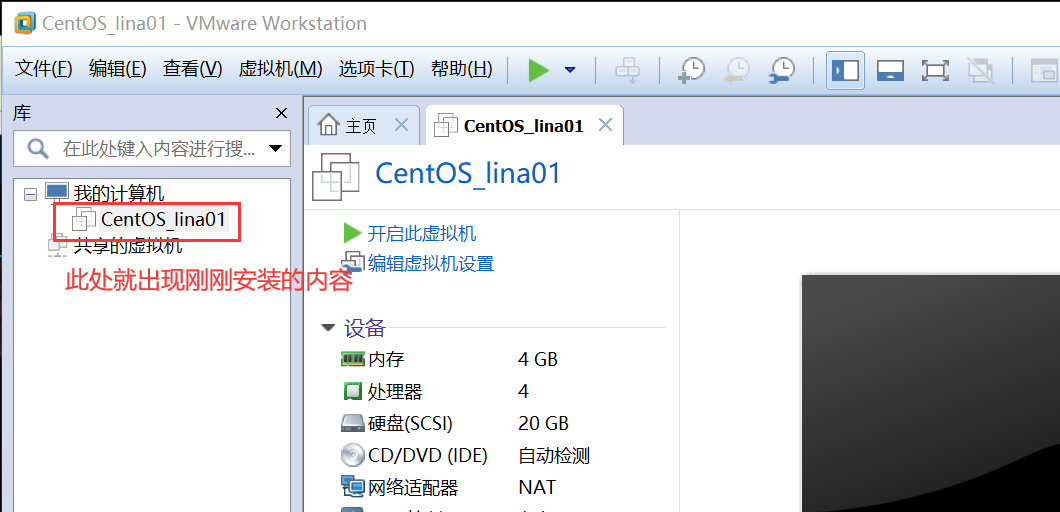 CentOS_lina01 - VMware Workstation
文件(F) 编辑(E) 查看(V) 虚拟机(M) 选项卡(T) 帮助(H)
库
在此处键入内容进行搜...
我的计算机
CentOS_lina01
共享的虚拟机
此处就出现刚刚安装的内容
主页
CentOS_lina01
CentOS_lina01
开启此虚拟机
编辑虚拟机设置
设备
内存 4 GB
处理器 4
硬盘(SCSI) 20 GB
CD/DVD (IDE) 自动检测
网络适配器 NAT